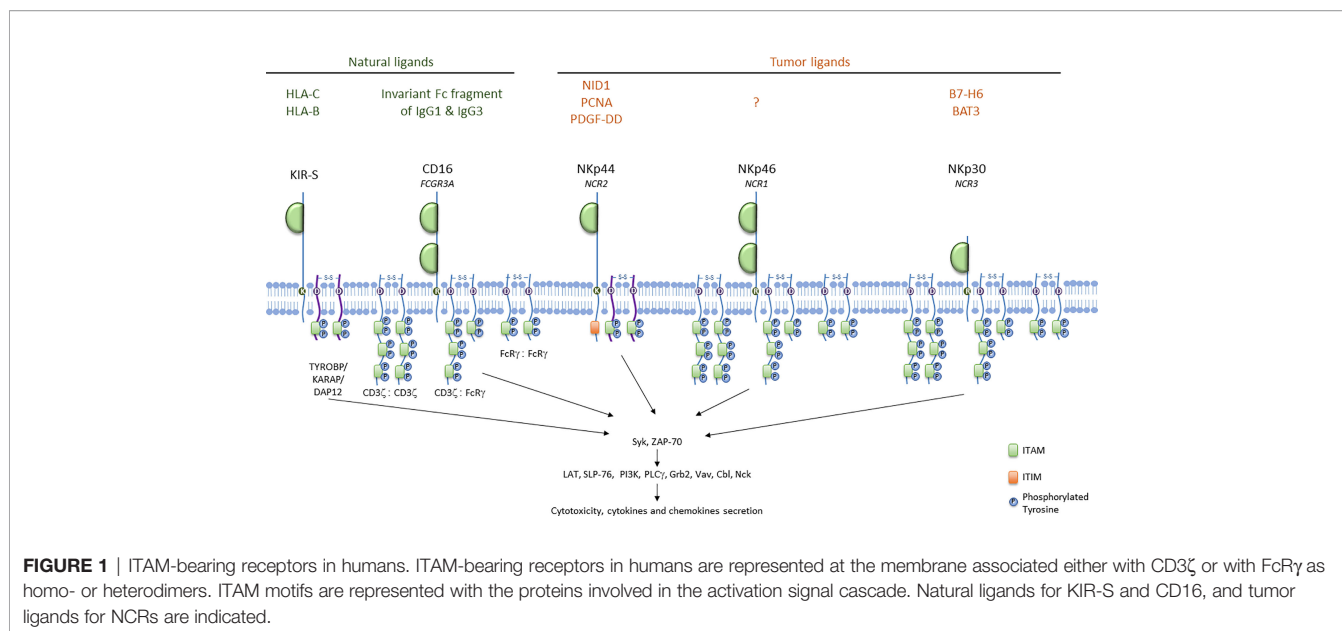 Natural ligands
Tumor ligands
HLA-C
HLA-B
Invariant Fc fragment
of IgG1 & IgG3
NID1
PCNA
PDGF-DD
?
B7-H6
BAT3
KIR-S
CD16
FCGR3A
NKp44
NCR2
NKp46
NCR1
NKp30
NCR3
S-S
S-S
S-S
S-S
S-S
S-S
S-S
S-S
S-S
K D D D D R D D D D K D D D D R D D D D D D R D D D D
P
P
TYROBP/
KARAP/
DAP12
CD3ζ : CD3ζ
CD3ζ : FcRγ
FcRγ : FcRγ
Syk, ZAP-70
LAT, SLP-76, PI3K, PLCγ, Grb2, Vav, Cbl, Nck
Cytotoxicity, cytokines and chemokines secretion
ITAM
ITIM
P Phosphorylated
Tyrosine
FIGURE 1 | ITAM-bearing receptors in humans. ITAM-bearing receptors in humans are represented at the membrane associated either with CD3ζ or with FcRγ as
homo- or heterodimers. ITAM motifs are represented with the proteins involved in the activation signal cascade. Natural ligands for KIR-S and CD16, and tumor
ligands for NCRs are indicated.